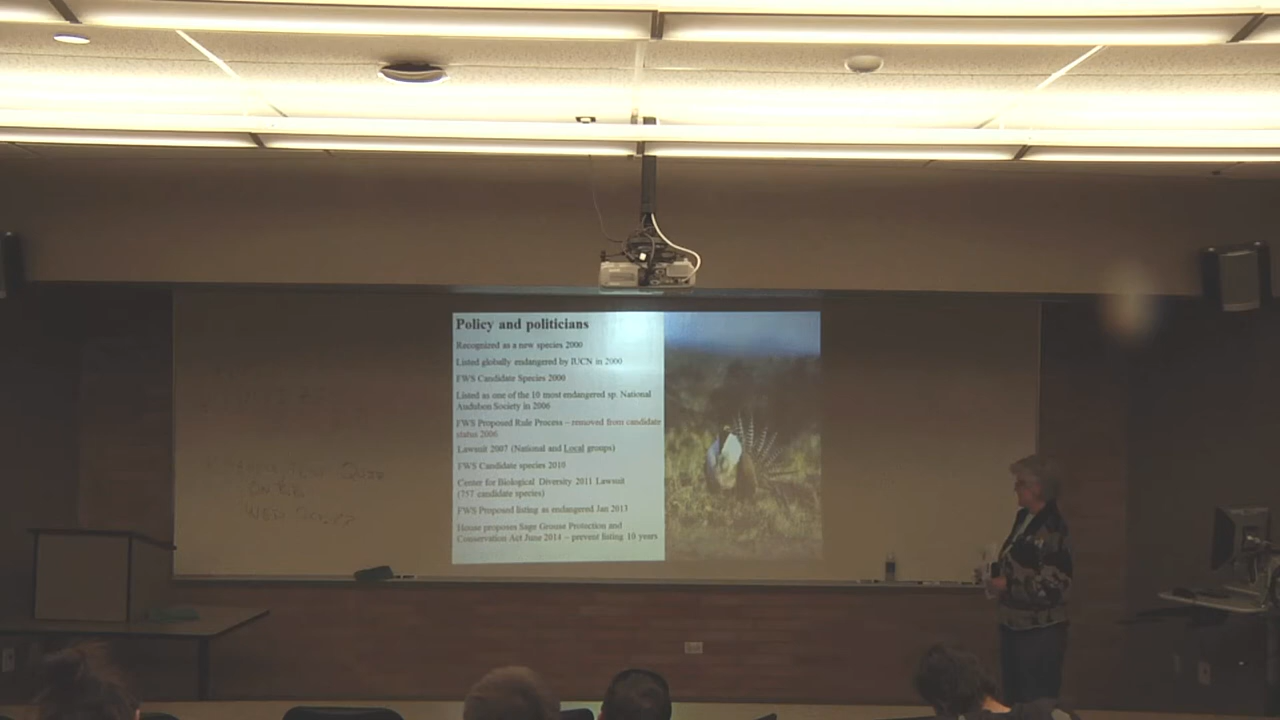 Policy and politicians
Recognized as a new species 2000
Listed globally endangered by IUCN in 2000
FWS Candidate Species 2000
Listed as one of the 10 most endangered sp. National
Audubon Society in 2006
FWS Proposed Rule Process – removed from candidate
status 2006
Lawsuit 2007 (National and Local groups)
FWS Candidate species 2010
Center for Biological Diversity 2011 Lawsuit
(757 candidate species)
FWS Proposed listing as endangered Jan 2013
House proposes Sage Grouse Protection and
Conservation Act June 2014 – prevent listing 10 years